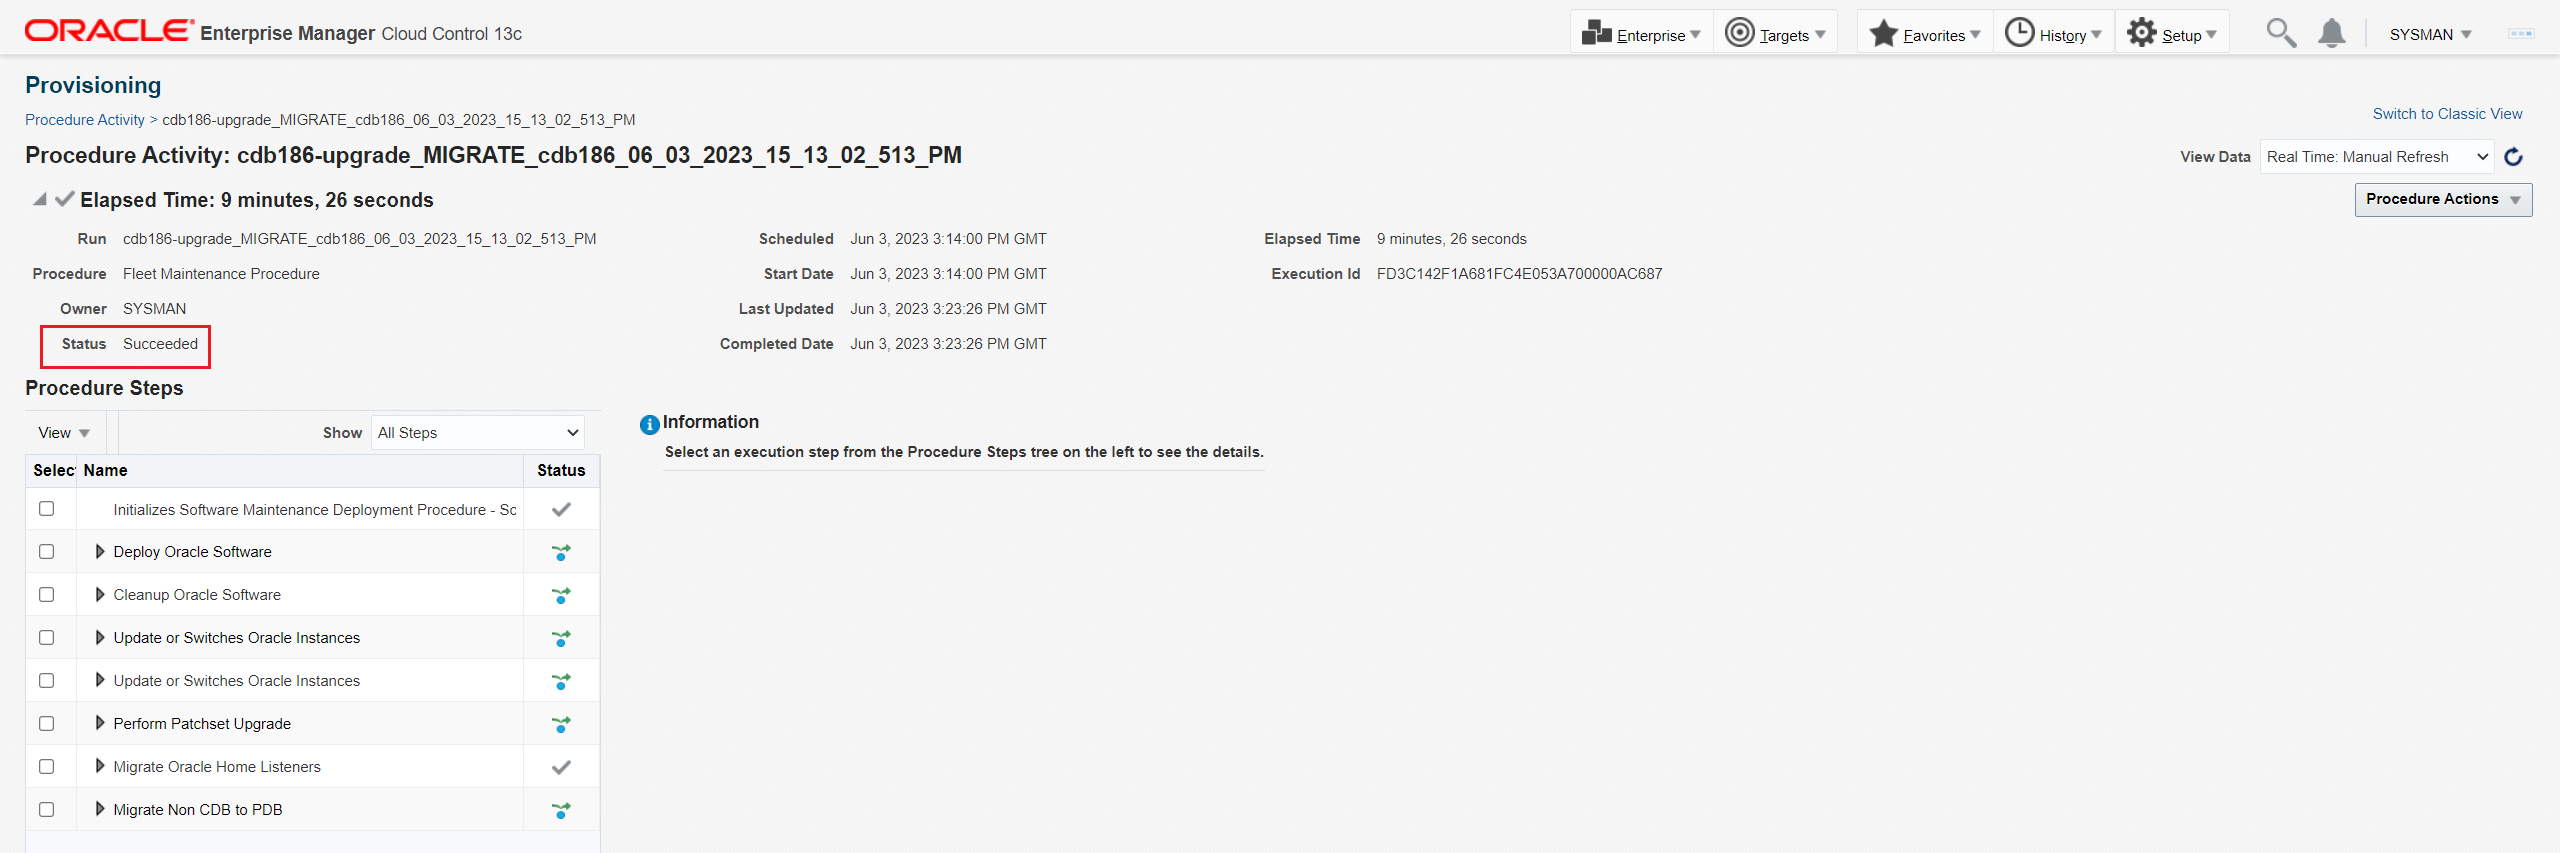 ORACLE Enterprise Manager Cloud Control 13c
Enterprise
Targets
Favorites
History
Setup
SYSMAN
Provisioning
Procedure Activity > cdb186-upgrade_MIGRATE_cdb186_06_03_2023_15_13_02_513_PM
Switch to Classic View
Procedure Activity: cdb186-upgrade_MIGRATE_cdb186_06_03_2023_15_13_02_513_PM
View Data Real Time: Manual Refresh
Elapsed Time: 9 minutes, 26 seconds
Procedure Actions
Run cdb186-upgrade_MIGRATE_cdb186_06_03_2023_15_13_02_513_PM
Procedure Fleet Maintenance Procedure
Owner SYSMAN
Status Succeeded
Scheduled Jun 3, 2023 3:14:00 PM GMT
Start Date Jun 3, 2023 3:14:00 PM GMT
Last Updated Jun 3, 2023 3:23:26 PM GMT
Completed Date Jun 3, 2023 3:23:26 PM GMT
Elapsed Time 9 minutes, 26 seconds
Execution Id FD3C142F1A681FC4E053A700000AC687
Procedure Steps
View
Show All Steps
Selec Name Status
Initializes Software Maintenance Deployment Procedure - So
Deploy Oracle Software
Cleanup Oracle Software
Update or Switches Oracle Instances
Update or Switches Oracle Instances
Perform Patchset Upgrade
Migrate Oracle Home Listeners
Migrate Non CDB to PDB
Information
Select an execution step from the Procedure Steps tree on the left to see the details.